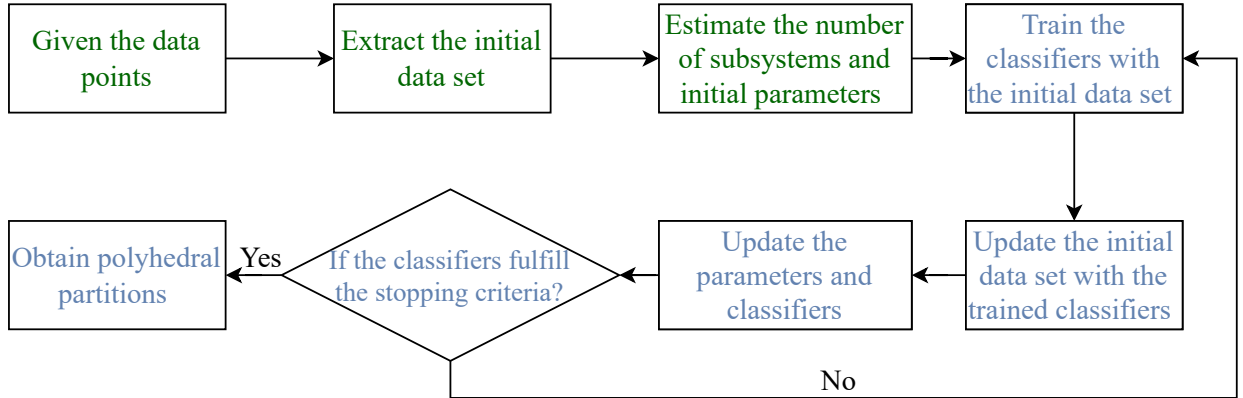 Given the data
points
Extract the initial
data set
Estimate the number
of subsystems and
initial parameters
Train the
classifiers with
the initial data set
Update the initial
data set with the
trained classifiers
Update the
parameters and
classifiers
If the classifiers fulfill
the stopping criteria?
Yes
Obtain polyhedral
partitions
No